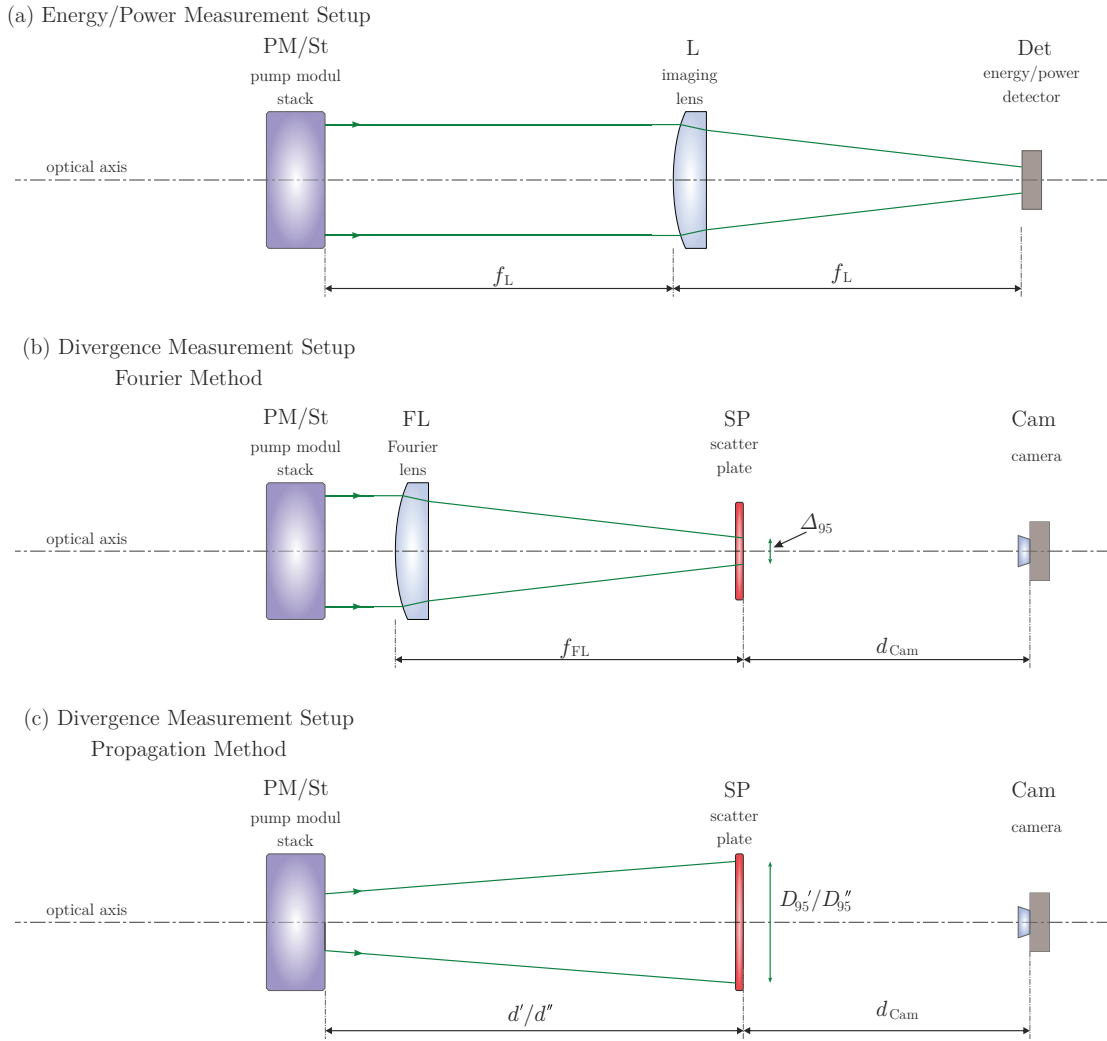 (a) Energy/Power Measurement Setup
PM/St
L
Det
pump modul
imaging
energy/power
stack
lens
detector
optical axis
f_L
f_L
(b) Divergence Measurement Setup
Fourier Method
PM/St
FL
SP
Cam
pump modul
Fourier
scatter
camera
stack
lens
plate
Δ_95
optical axis
f_FL
d_Cam
(c) Divergence Measurement Setup
Propagation Method
PM/St
SP
Cam
pump modul
scatter
camera
stack
plate
optical axis
D_95′/D_95″
d′/d″
d_Cam